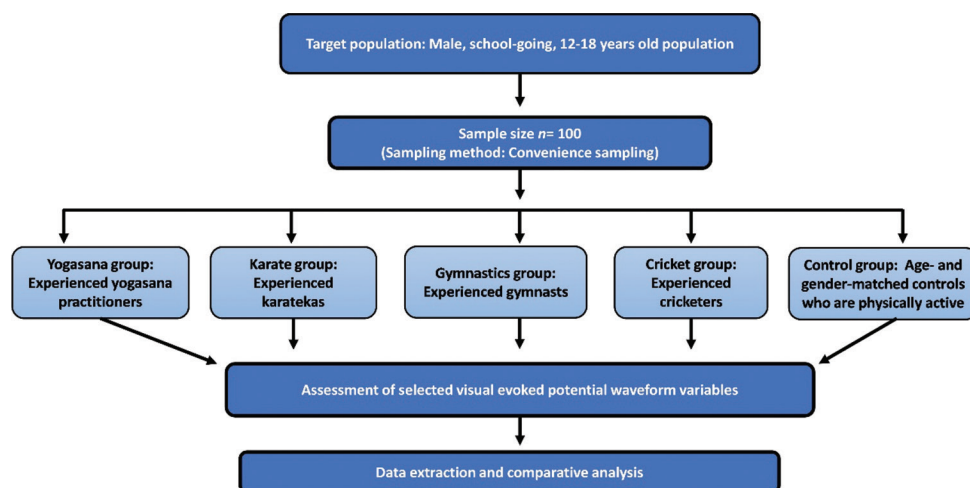 Target population: Male, school-going, 12-18 years old population
Sample size n= 100
(Sampling method: Convenience sampling)
Yogasana group:
Experienced yogasana
practitioners
Karate group:
Experienced
karatekas
Gymnastics group:
Experienced gymnasts
Cricket group:
Experienced
cricketers
Control group: Age- and
gender-matched controls
who are physically active
Assessment of selected visual evoked potential waveform variables
Data extraction and comparative analysis